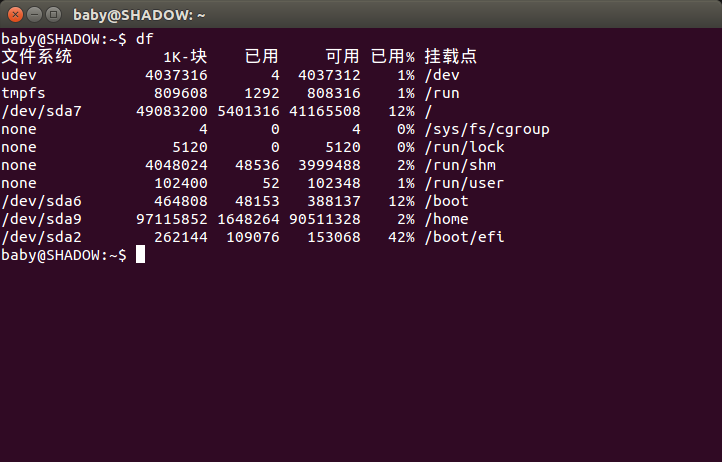 baby@SHADOW: ~
baby@SHADOW:~$ df
文件系统          1K-块    已用     可用 已用% 挂载点
udev            4037316       4  4037312    1% /dev
tmpfs            809608    1292   808316    1% /run
/dev/sda7      49083200 5401316 41165508   12% /
none                  4       0        4    0% /sys/fs/cgroup
none               5120       0     5120    0% /run/lock
none            4048024   48536  3999488    2% /run/shm
none             102400      52   102348    1% /run/user
/dev/sda6        464808   48153   388137   12% /boot
/dev/sda9      97115852 1648264 90511328    2% /home
/dev/sda2        262144  109076   153068   42% /boot/efi
baby@SHADOW:~$